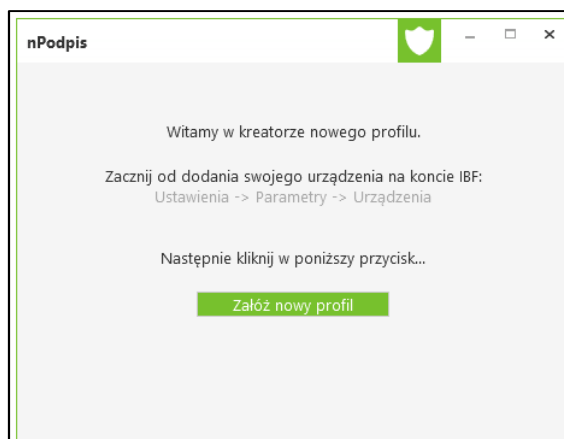 nPodpis
Witamy w kreatorze nowego profilu.
Zacznij od dodania swojego urządzenia na koncie IBF:
Ustawienia -> Parametry -> Urządzenia
Następnie kliknij w poniższy przycisk...
Załóż nowy profil